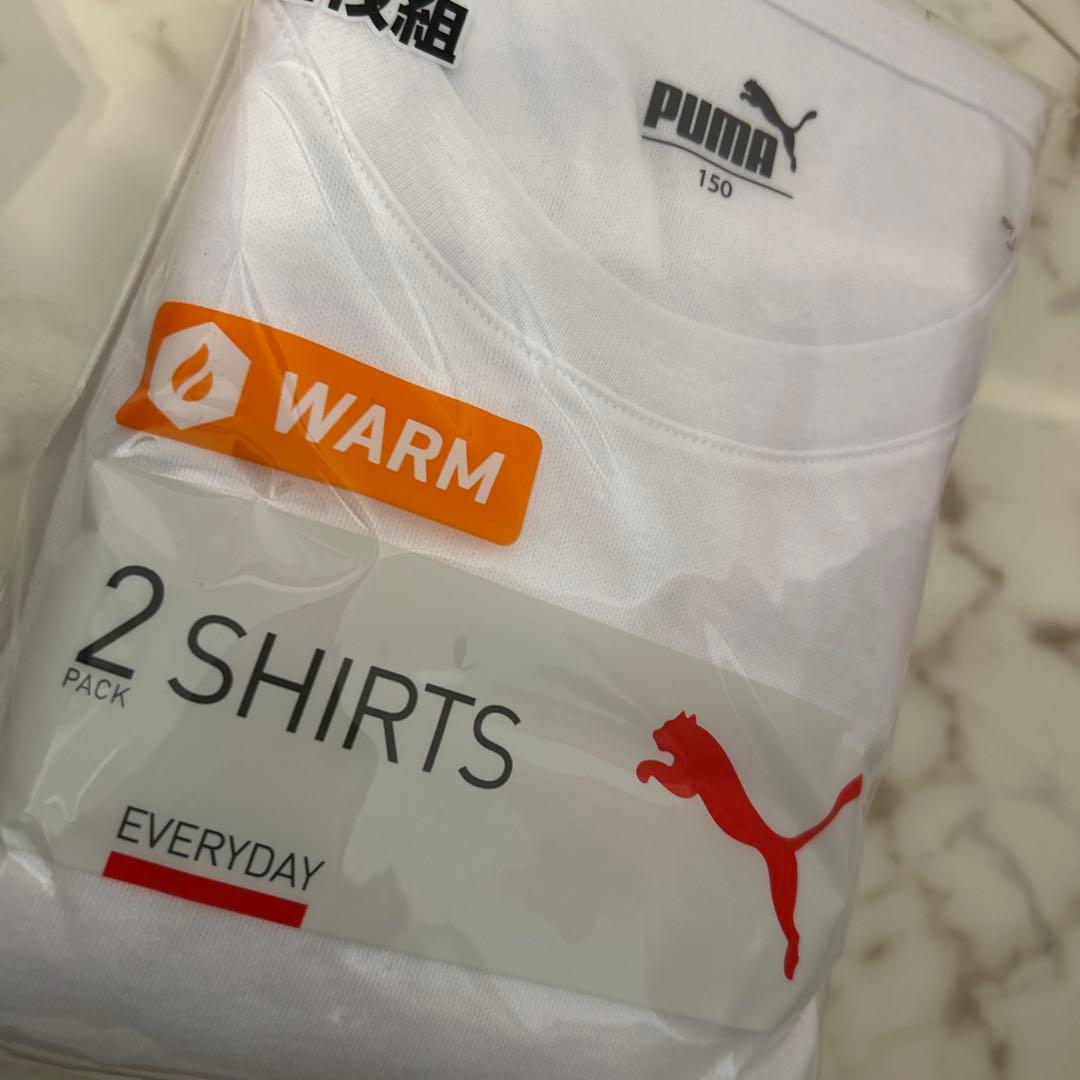 枚組
PUMA
150
WARM
2 SHIRTS
PACK
EVERYDAY